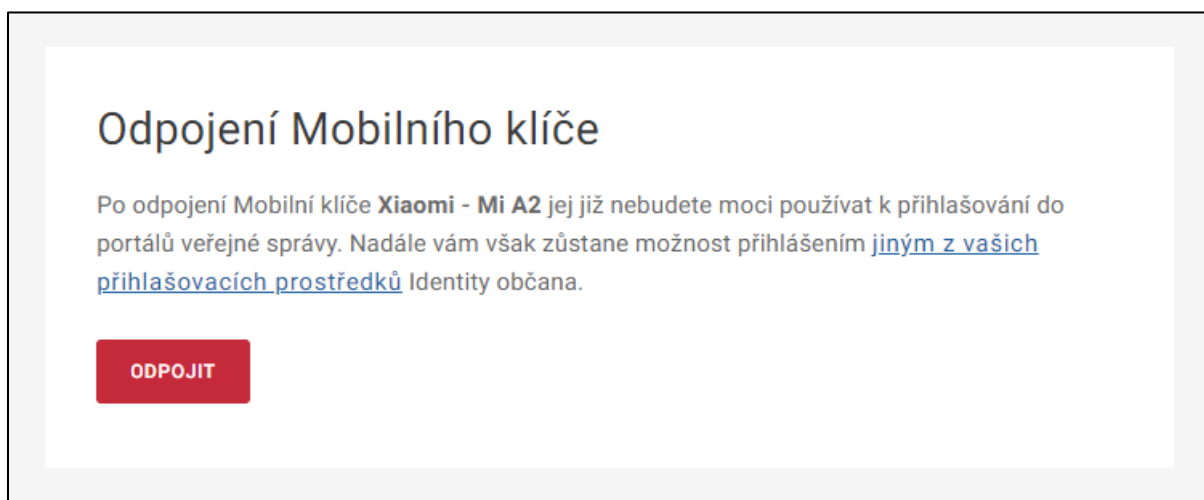 Odpojení Mobilního klíče
Po odpojení Mobilní klíče Xiaomi - Mi A2 jej již nebudete moci používat k přihlašování do
portálů veřejné správy. Nadále vám však zůstane možnost přihlášením jiným z vašich
přihlašovacích prostředků Identity občana.
ODPOJIT